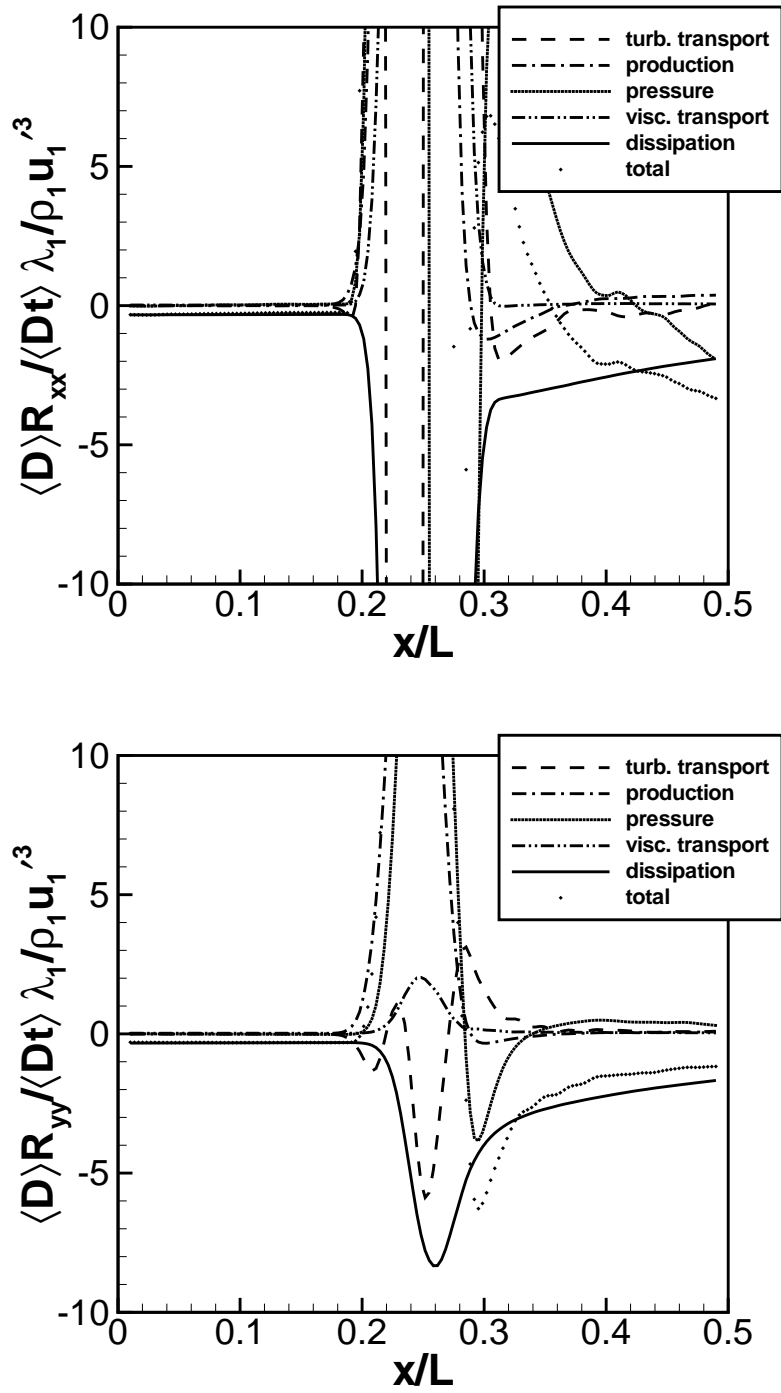 10
5
0
-5
-10
0
0.1
0.2
0.3
0.4
0.5
x/L
⟨D⟩R_xx/⟨Dt⟩ λ_1/ρ_1u_1′^3
turb. transport
production
pressure
visc. transport
dissipation
total
10
5
0
-5
-10
0
0.1
0.2
0.3
0.4
0.5
x/L
⟨D⟩R_yy/⟨Dt⟩ λ_1/ρ_1u_1′^3
turb. transport
production
pressure
visc. transport
dissipation
total